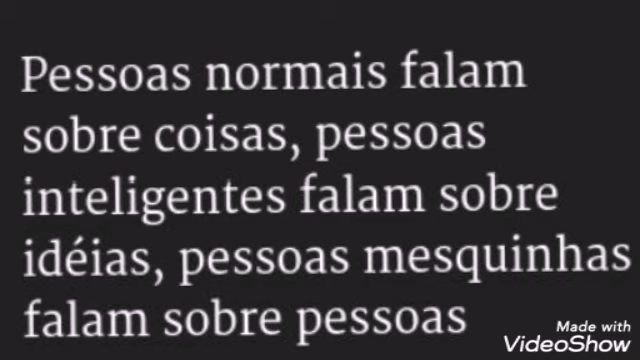 Pessoas normais falam
sobre coisas, pessoas
inteligentes falam sobre
idéias, pessoas mesquinhas
falam sobre pessoas
Made with
VideoShow